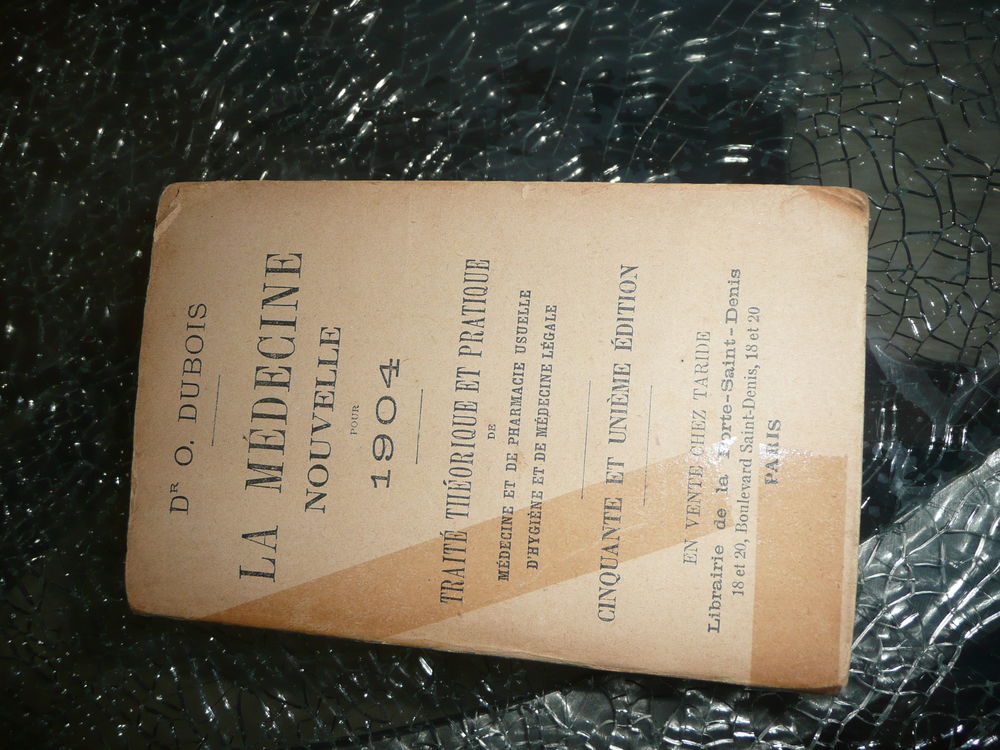 Dr O. DUBOIS
LA MÉDECINE
NOUVELLE
POUR
1904
TRAITÉ THÉORIQUE ET PRATIQUE
DE
MÉDECINE ET DE PHARMACIE USUELLE
D'HYGIÈNE ET DE MÉDECINE LÉGALE
CINQUANTE ET UNIÈME ÉDITION
EN VENTE CHEZ TARIDE
Librairie de la Porte-Saint-Denis
18 et 20, Boulevard Saint-Denis, 18 et 20
PARIS